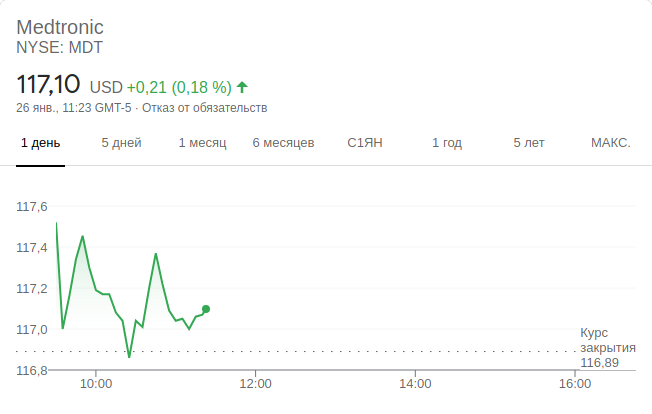 Medtronic
NYSE: MDT
117,10 USD +0,21 (0,18 %)
26 янв., 11:23 GMT-5 · Отказ от обязательств
1 день 5 дней 1 месяц 6 месяцев С1ЯН 1 год 5 лет МАКС.
117,6
117,4
117,2
117,0
Курс
закрытия
116,89
116,8
10:00 12:00 14:00 16:00